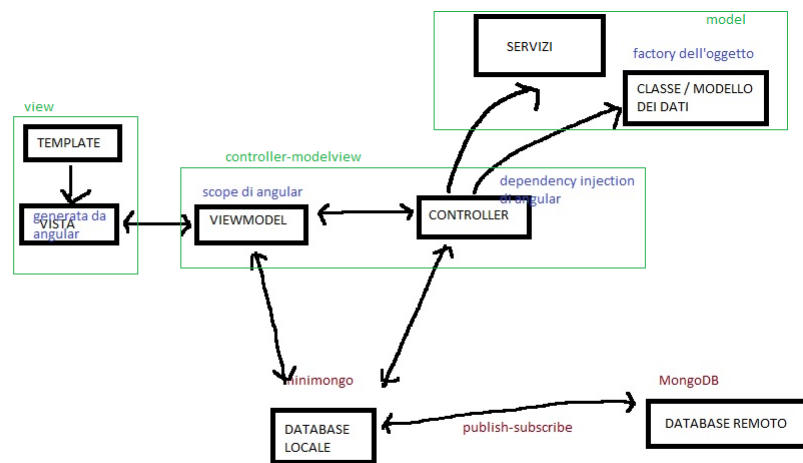 model
SERVIZI
factory dell'oggetto
CLASSE / MODELLO
DEI DATI
view
TEMPLATE
generata da
angular
VISTA
controller-modelview
scope di angular
VIEWMODEL
dependency injection
di angular
CONTROLLER
minimongo
DATABASE
LOCALE
publish-subscribe
MongoDB
DATABASE REMOTO